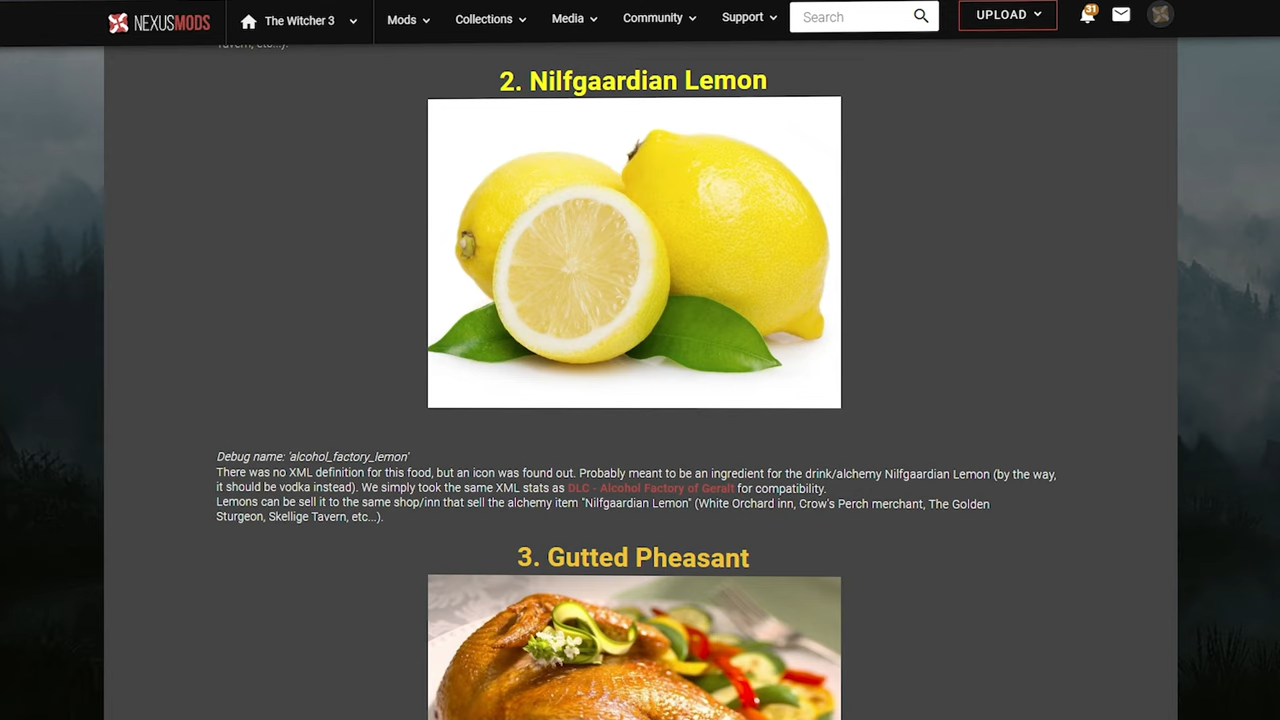 NEXUSMODS
The Witcher 3
Mods
Collections
Media
Community
Support
Search
UPLOAD
31
Tavern, etc...).
2. Nilfgaardian Lemon
Debug name: 'alcohol_factory_lemon'
There was no XML definition for this food, but an icon was found out. Probably meant to be an ingredient for the drink/alchemy Nilfgaardian Lemon (by the way,
it should be vodka instead). We simply took the same XML stats as DLC - Alcohol Factory of Geralt for compatibility.
Lemons can be sell it to the same shop/inn that sell the alchemy item "Nilfgaardian Lemon" (White Orchard inn, Crow's Perch merchant, The Golden
Sturgeon, Skellige Tavern, etc...).
3. Gutted Pheasant